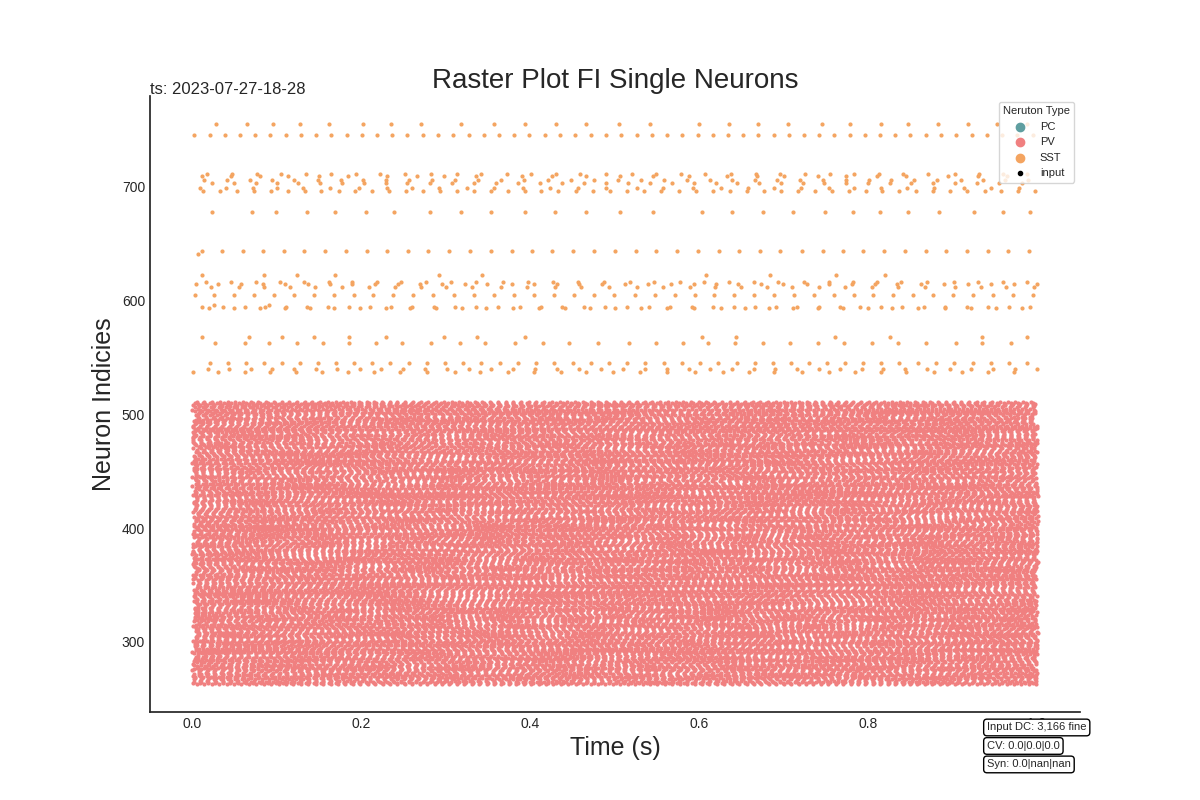 Raster Plot FI Single Neurons
ts: 2023-07-27-18-28
Neruton Type
PC
PV
SST
input
Neuron Indicies
700
600
500
400
300
0.0 0.2 0.4 0.6 0.8
Time (s)
Input DC: 3,166 fine
CV: 0.0|0.0|0.0
Syn: 0.0|nan|nan